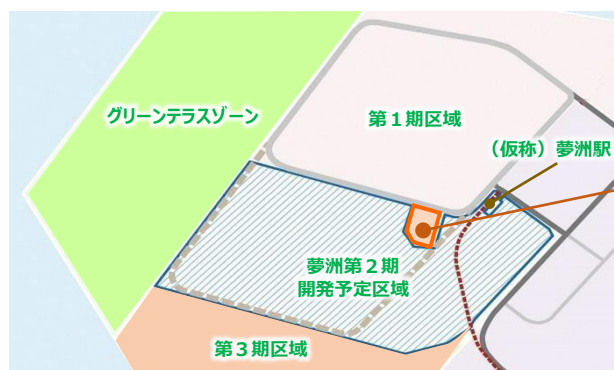 グリーンテラスゾーン
第１期区域
（仮称）夢洲駅
夢洲第２期
開発予定区域
第３期区域